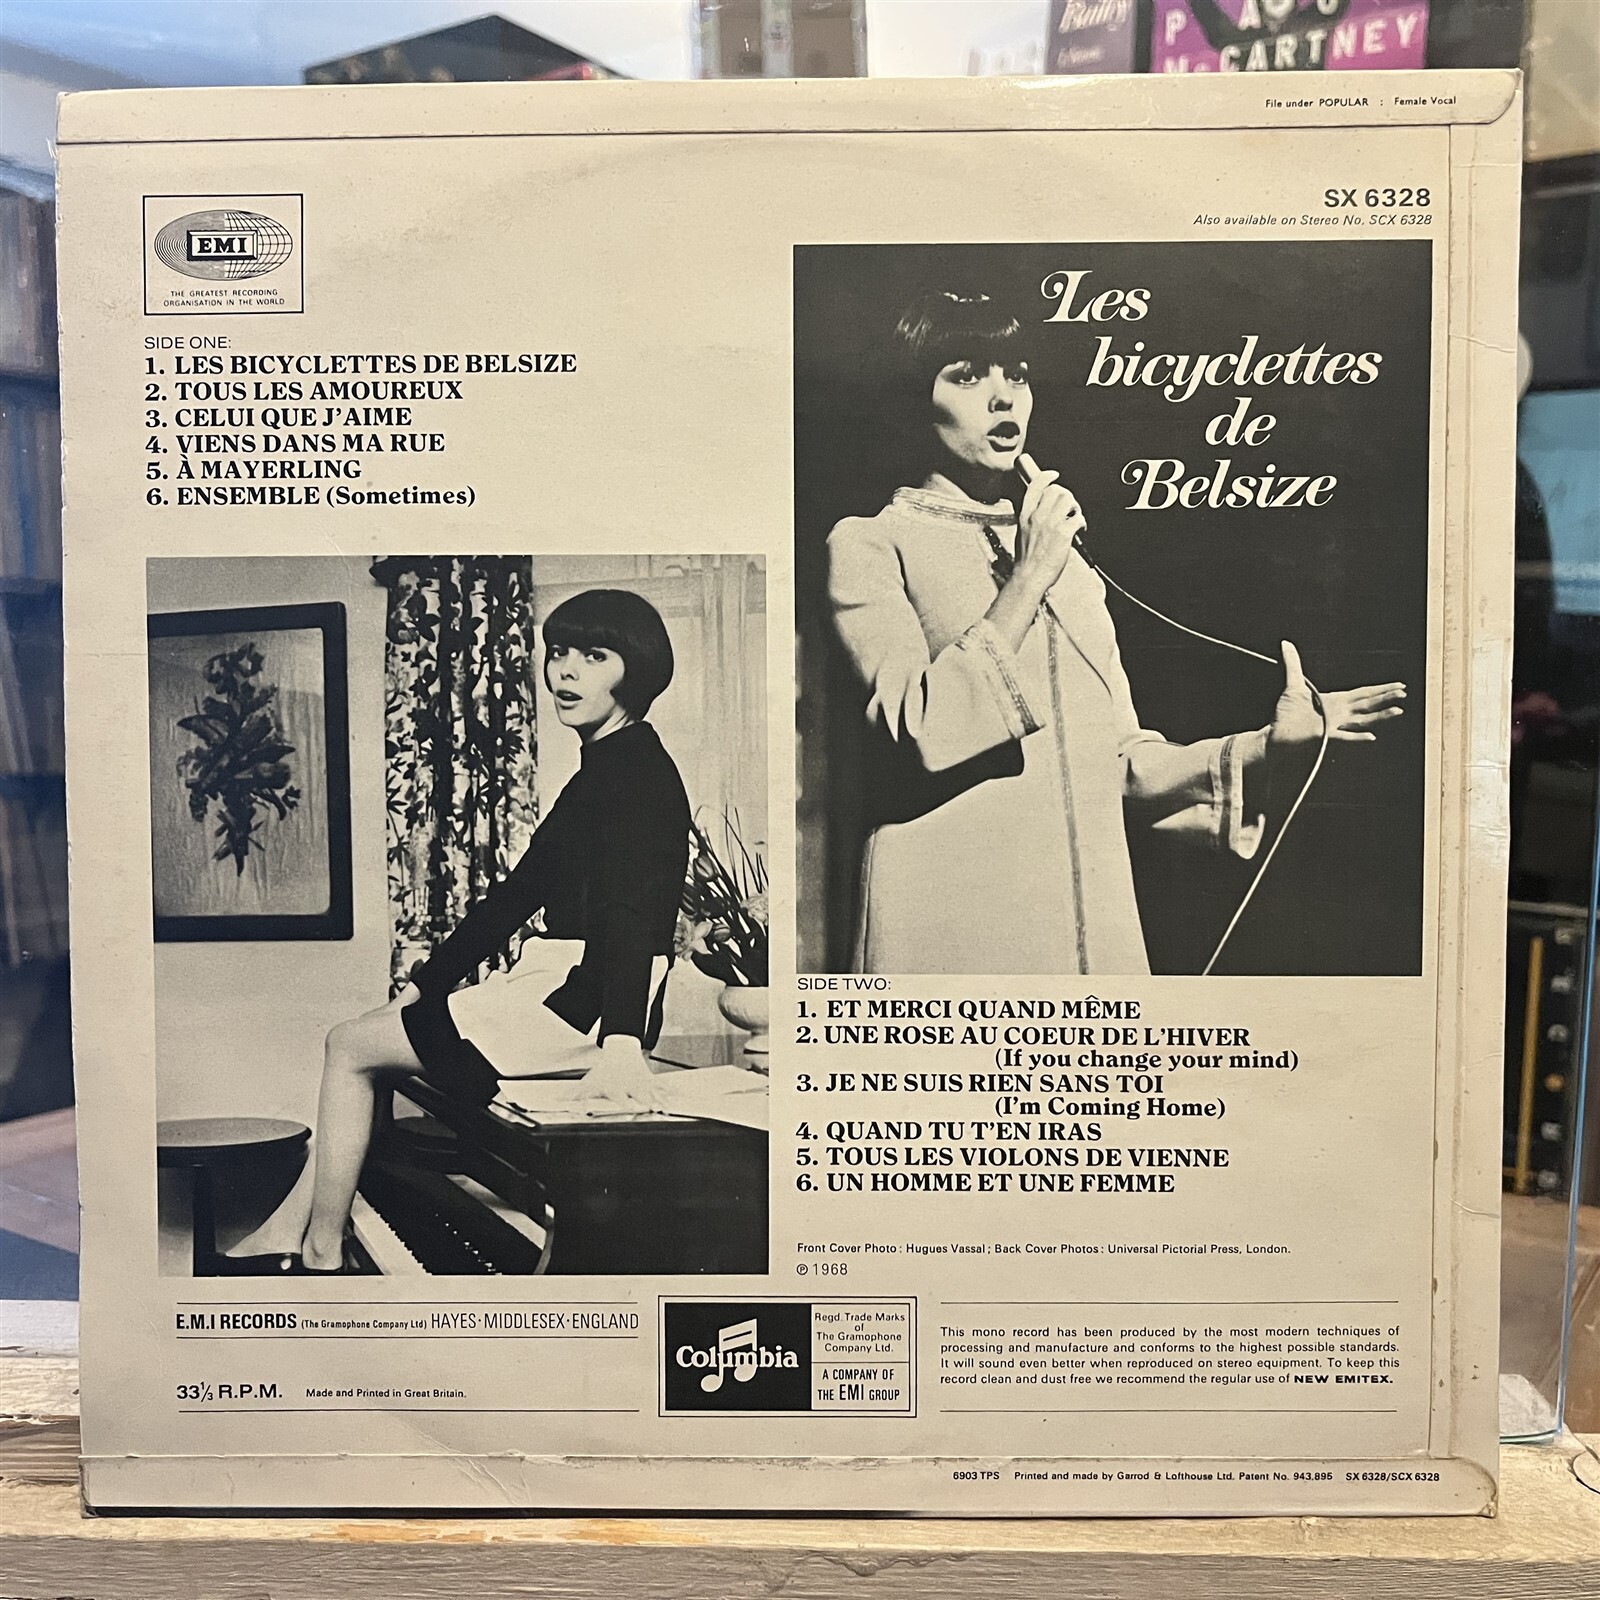 Bally
PAUL
McCARTNEY
File under POPULAR : Female Vocal
SX 6328
Also available on Stereo No. SCX 6328
EMI
THE GREATEST RECORDING
ORGANISATION IN THE WORLD
SIDE ONE:
1. LES BICYCLETTES DE BELSIZE
2. TOUS LES AMOUREUX
3. CELUI QUE J'AIME
4. VIENS DANS MA RUE
5. À MAYERLING
6. ENSEMBLE (Sometimes)
Les
bicyclettes
de
Belsize
SIDE TWO:
1. ET MERCI QUAND MÊME
2. UNE ROSE AU COEUR DE L'HIVER
(If you change your mind)
3. JE NE SUIS RIEN SANS TOI
(I'm Coming Home)
4. QUAND TU T'EN IRAS
5. TOUS LES VIOLONS DE VIENNE
6. UN HOMME ET UNE FEMME
Front Cover Photo : Hugues Vassal ; Back Cover Photos : Universal Pictorial Press, London.
℗ 1968
E.M.I RECORDS (The Gramophone Company Ltd) HAYES·MIDDLESEX·ENGLAND
33⅓ R.P.M. Made and Printed in Great Britain.
Columbia
Regd. Trade Marks
of
The Gramophone
Company Ltd.
A COMPANY OF
THE EMI GROUP
This mono record has been produced by the most modern techniques of
processing and manufacture and conforms to the highest possible standards.
It will sound even better when reproduced on stereo equipment. To keep this
record clean and dust free we recommend the regular use of NEW EMITEX.
6903 TPS Printed and made by Garrod & Lofthouse Ltd. Patent No. 943,895 SX 6328/SCX 6328